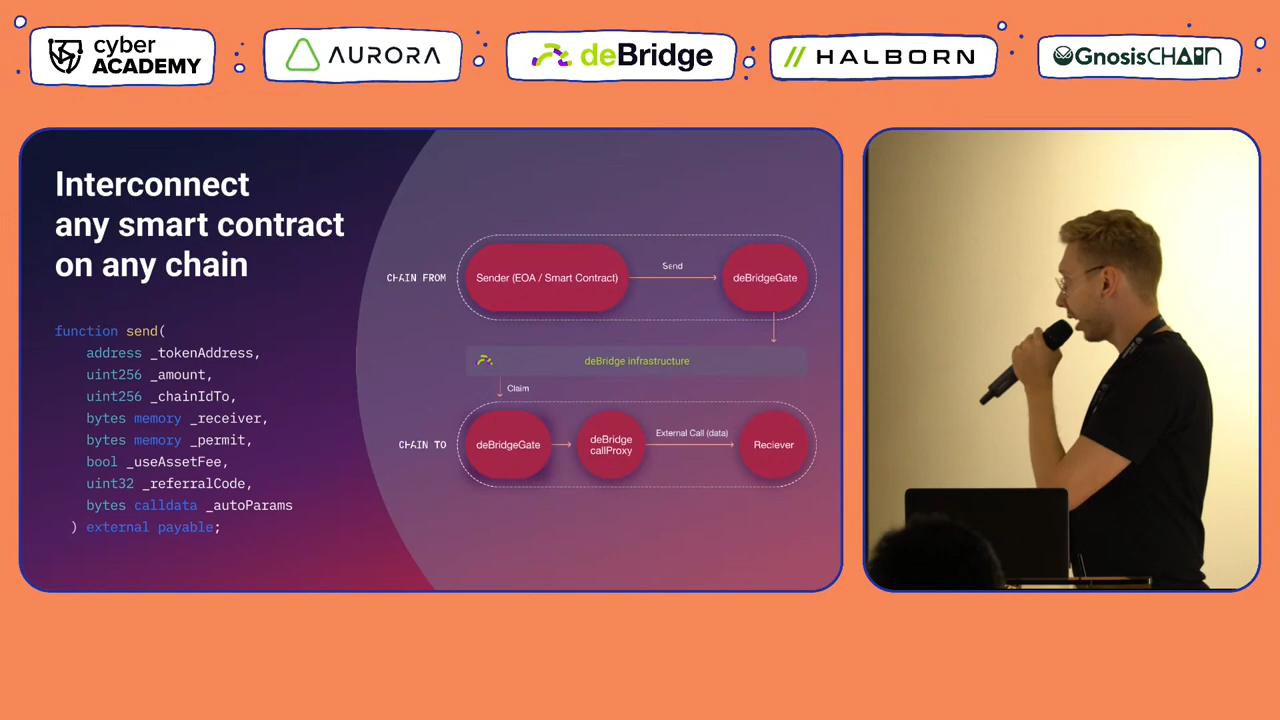 cyber
ACADEMY
AURORA
deBridge
HALBORN
GnosisCHAIN
Interconnect
any smart contract
on any chain
function send(
address _tokenAddress,
uint256 _amount,
uint256 _chainIdTo,
bytes memory _receiver,
bytes memory _permit,
bool _useAssetFee,
uint32 _referralCode,
bytes calldata _autoParams
) external payable;
CHAIN FROM
Sender (EOA / Smart Contract)
Send
deBridgeGate
deBridge infrastructure
Claim
CHAIN TO
deBridgeGate
deBridge
callProxy
External Call (data)
Reciever